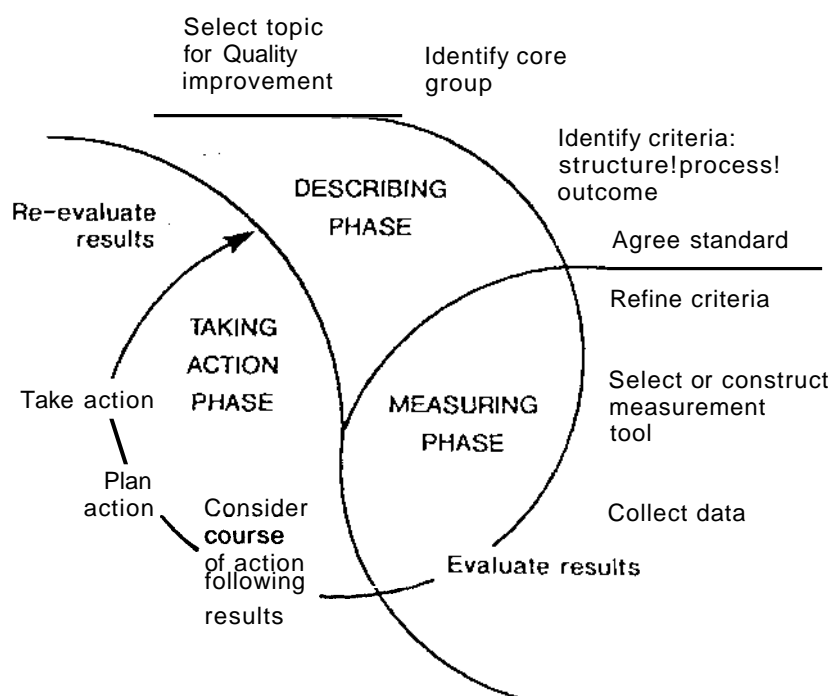 Select topic
for Quality
improvement
Identify core
group
Identify criteria:
structure!process!
outcome
Agree standard
DESCRIBING
PHASE
Re-evaluate
results
Refine criteria
TAKING
ACTION
PHASE
Select or construct
measurement
tool
MEASURING
PHASE
Take action
Plan
action
Consider
course
of action
following
results
Collect data
Evaluate results